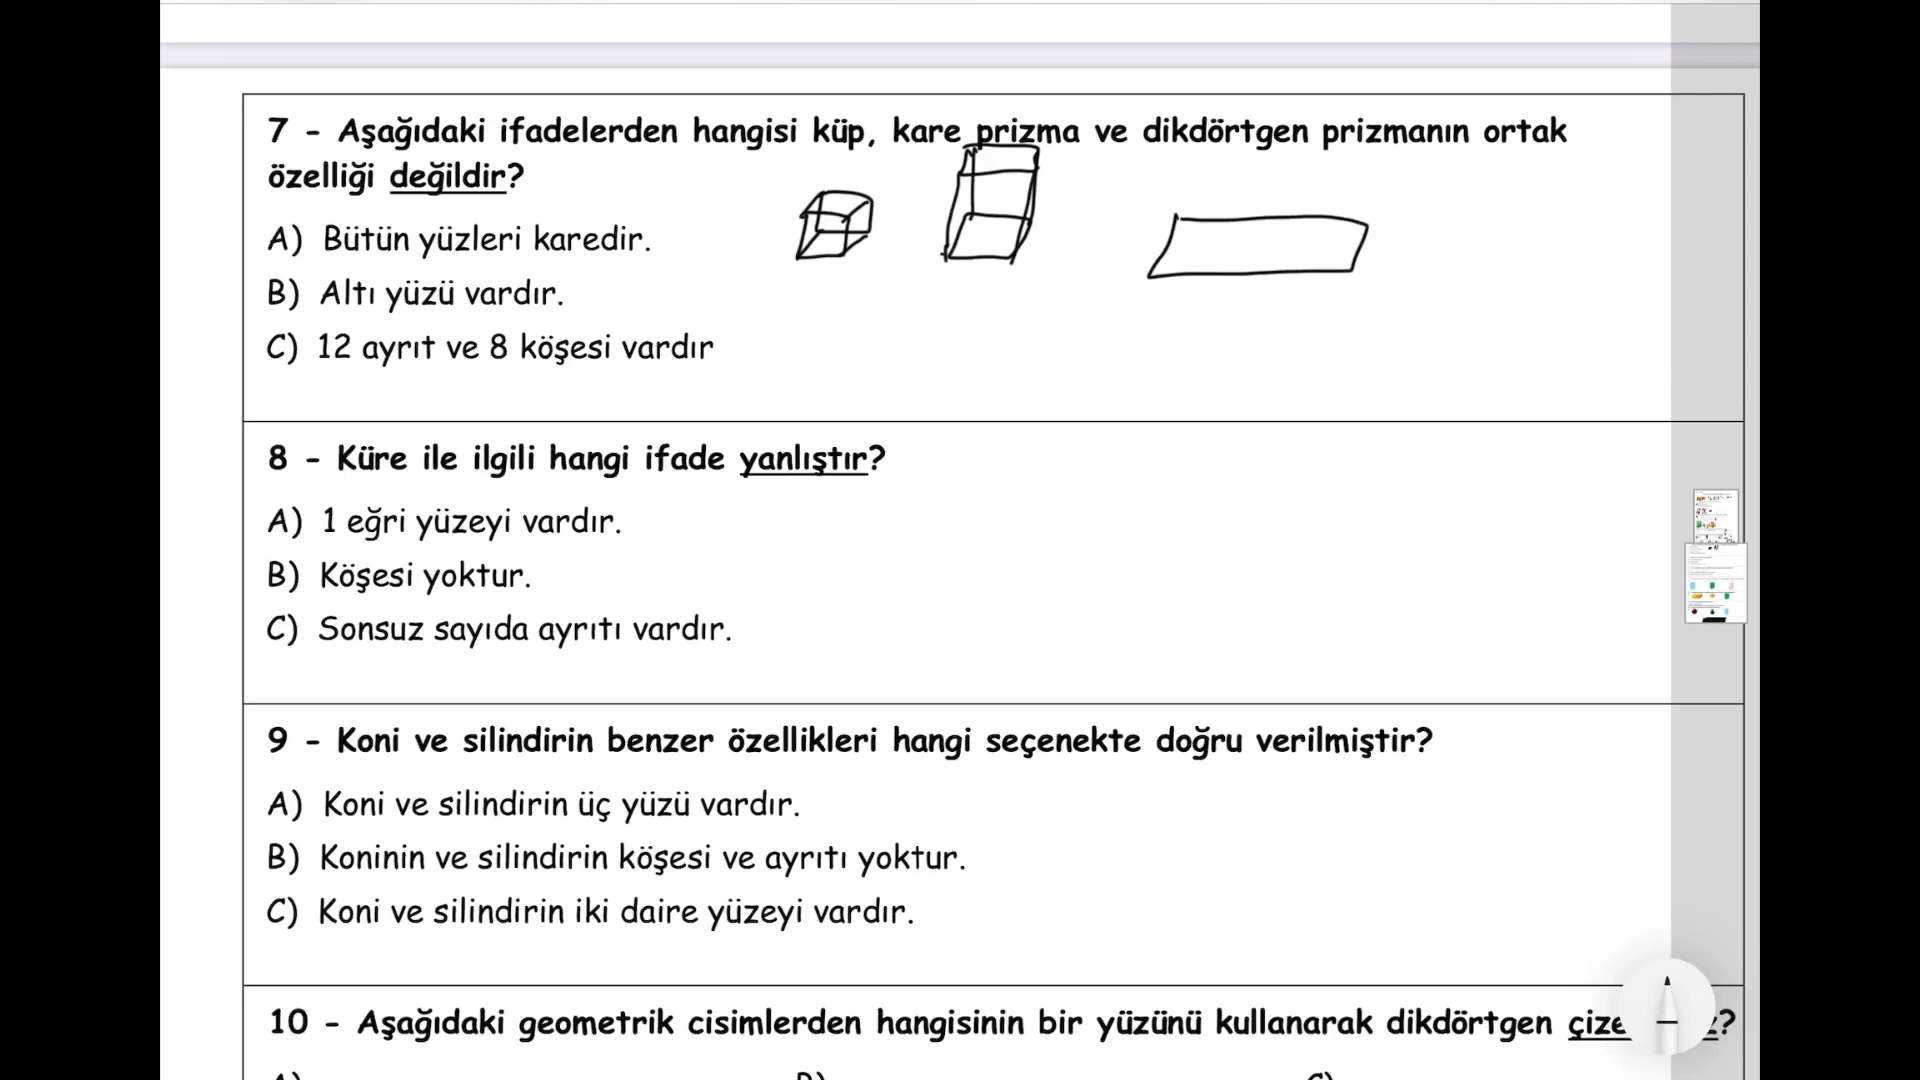 7 - Aşağıdaki ifadelerden hangisi küp, kare prizma ve dikdörtgen prizmanın ortak
özelliği değildir?
A) Bütün yüzleri karedir.
B) Altı yüzü vardır.
C) 12 ayrıt ve 8 köşesi vardır
8 - Küre ile ilgili hangi ifade yanlıştır?
A) 1 eğri yüzeyi vardır.
B) Köşesi yoktur.
C) Sonsuz sayıda ayrıtı vardır.
9 - Koni ve silindirin benzer özellikleri hangi seçenekte doğru verilmiştir?
A) Koni ve silindirin üç yüzü vardır.
B) Koninin ve silindirin köşesi ve ayrıtı yoktur.
C) Koni ve silindirin iki daire yüzeyi vardır.
10 - Aşağıdaki geometrik cisimlerden hangisinin bir yüzünü kullanarak dikdörtgen
A) B) C)